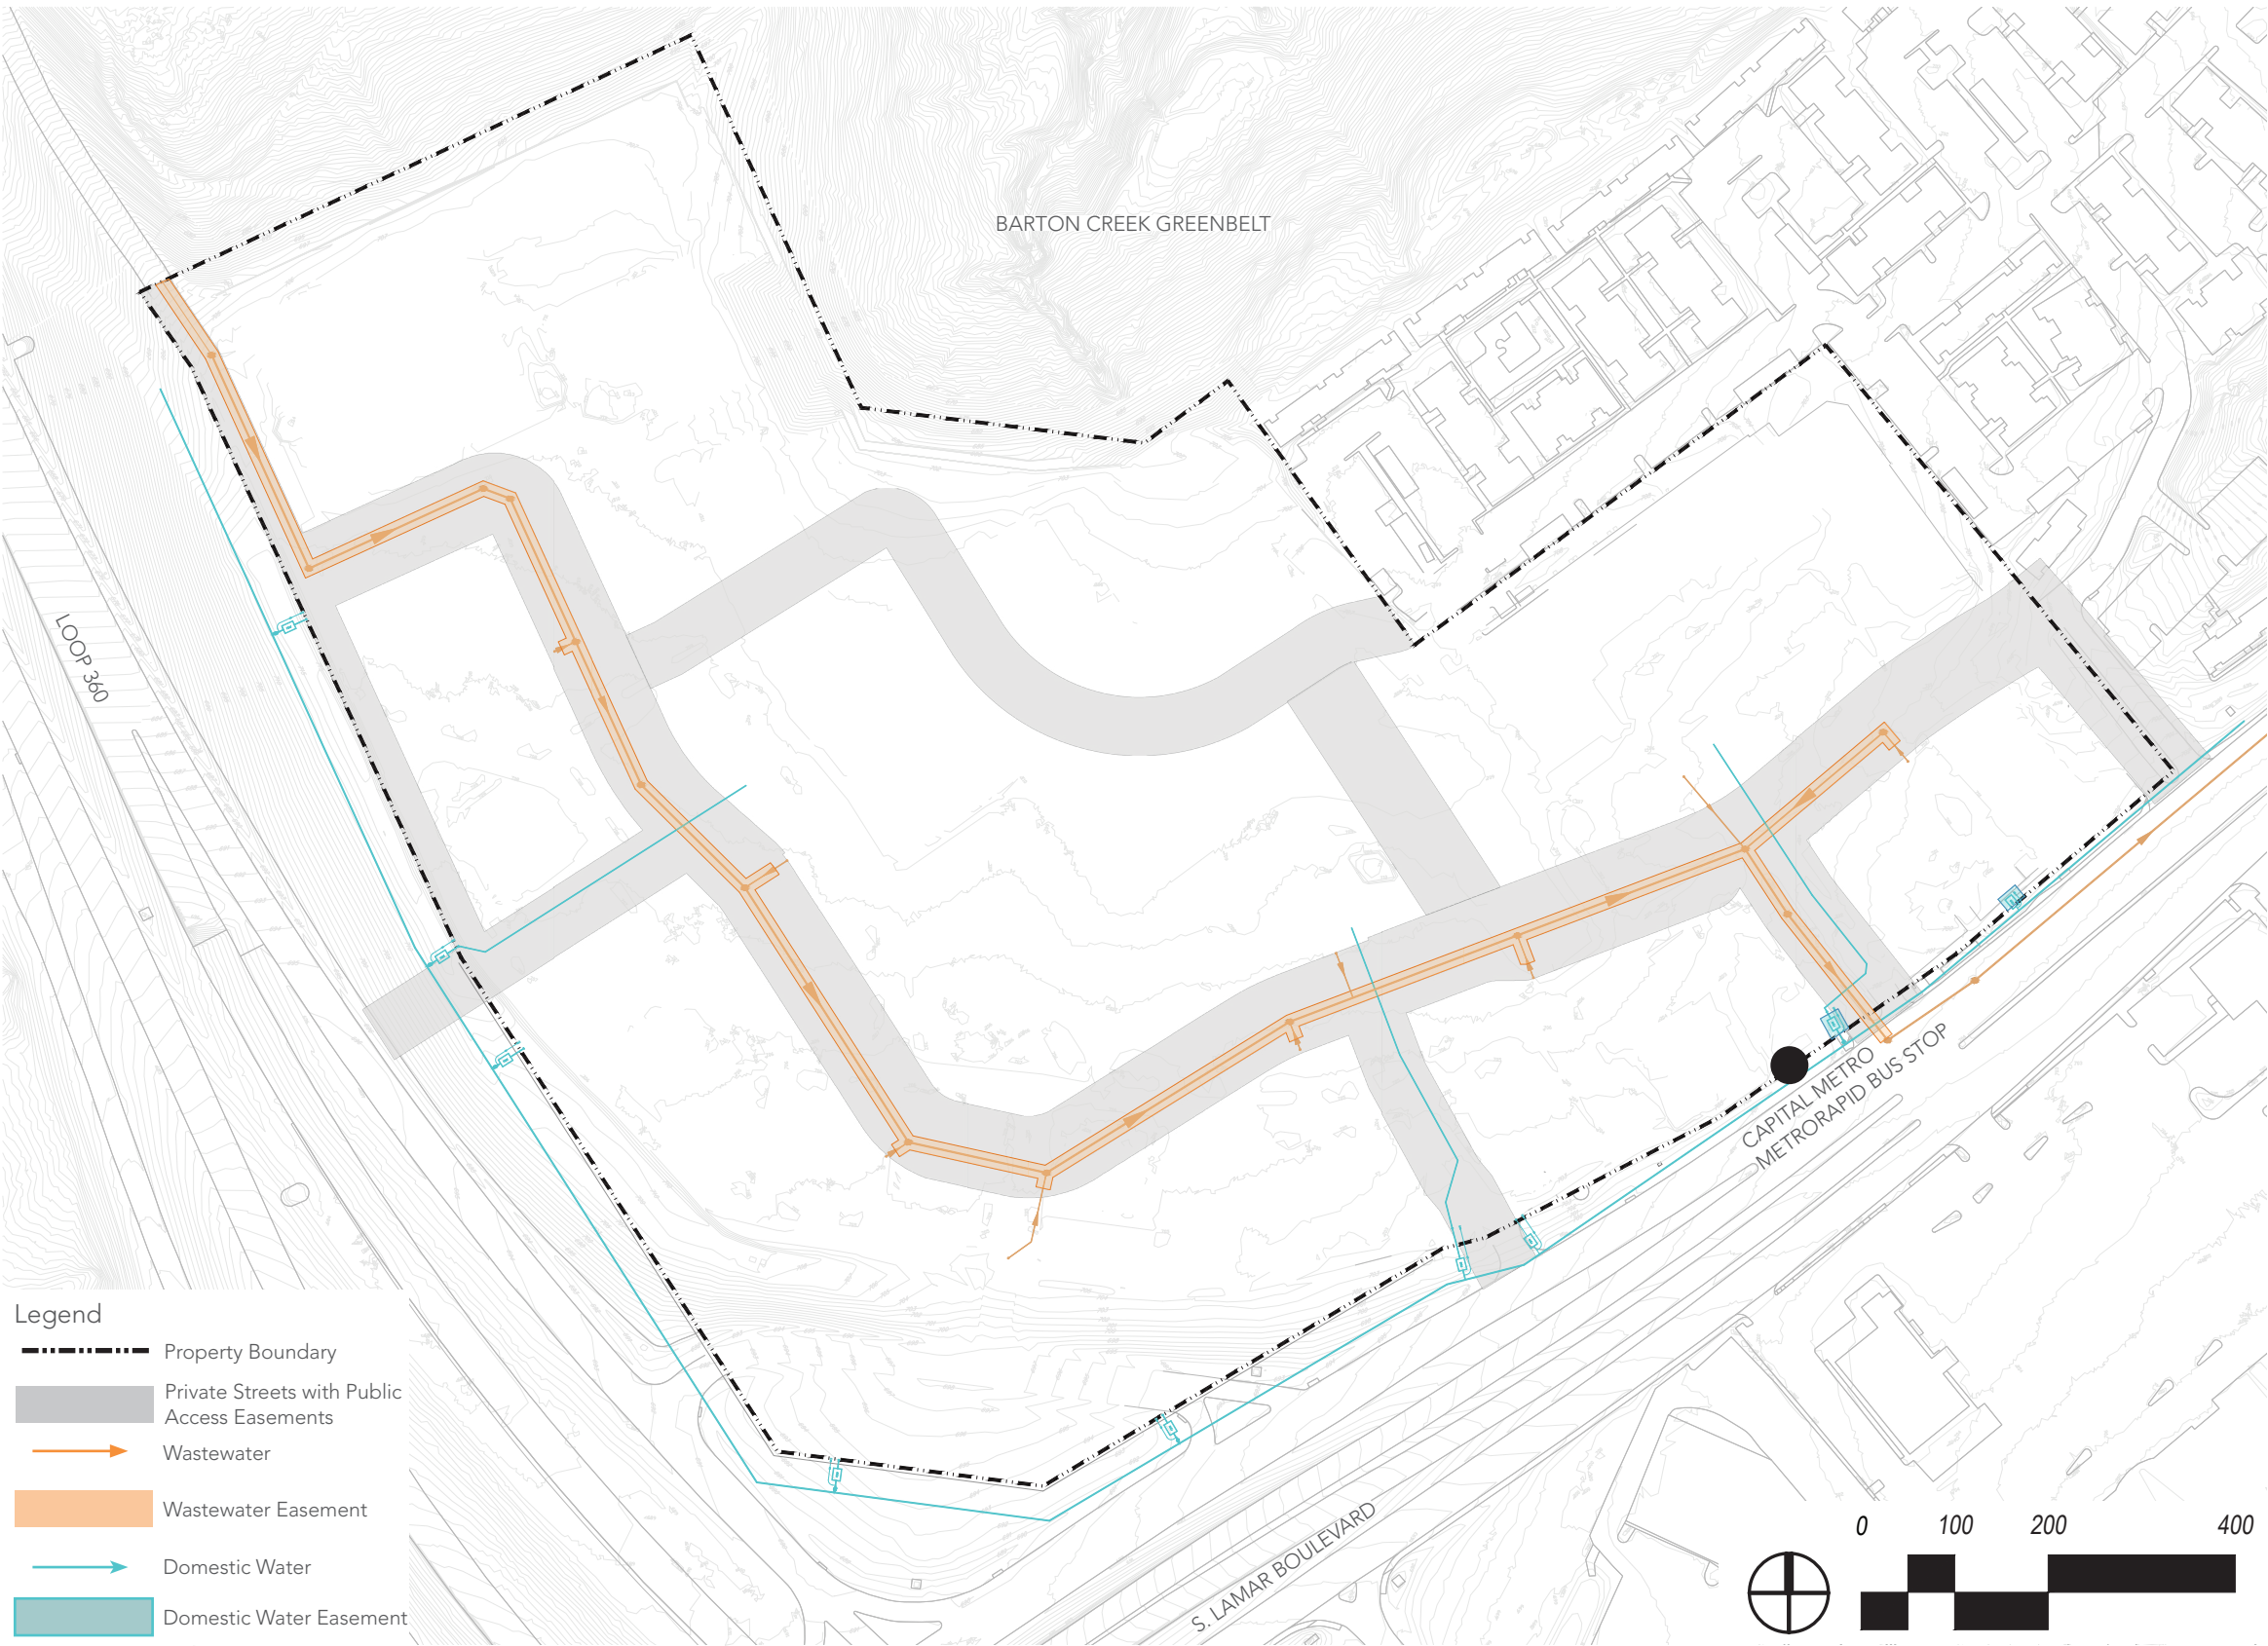 BARTON CREEK GREENBELT
LOOP 360
CAPITAL METRO
METRORAPID BUS STOP
S. LAMAR BOULEVARD
Legend
Property Boundary
Private Streets with Public
Access Easements
Wastewater
Wastewater Easement
Domestic Water
Domestic Water Easement
0 100 200 400